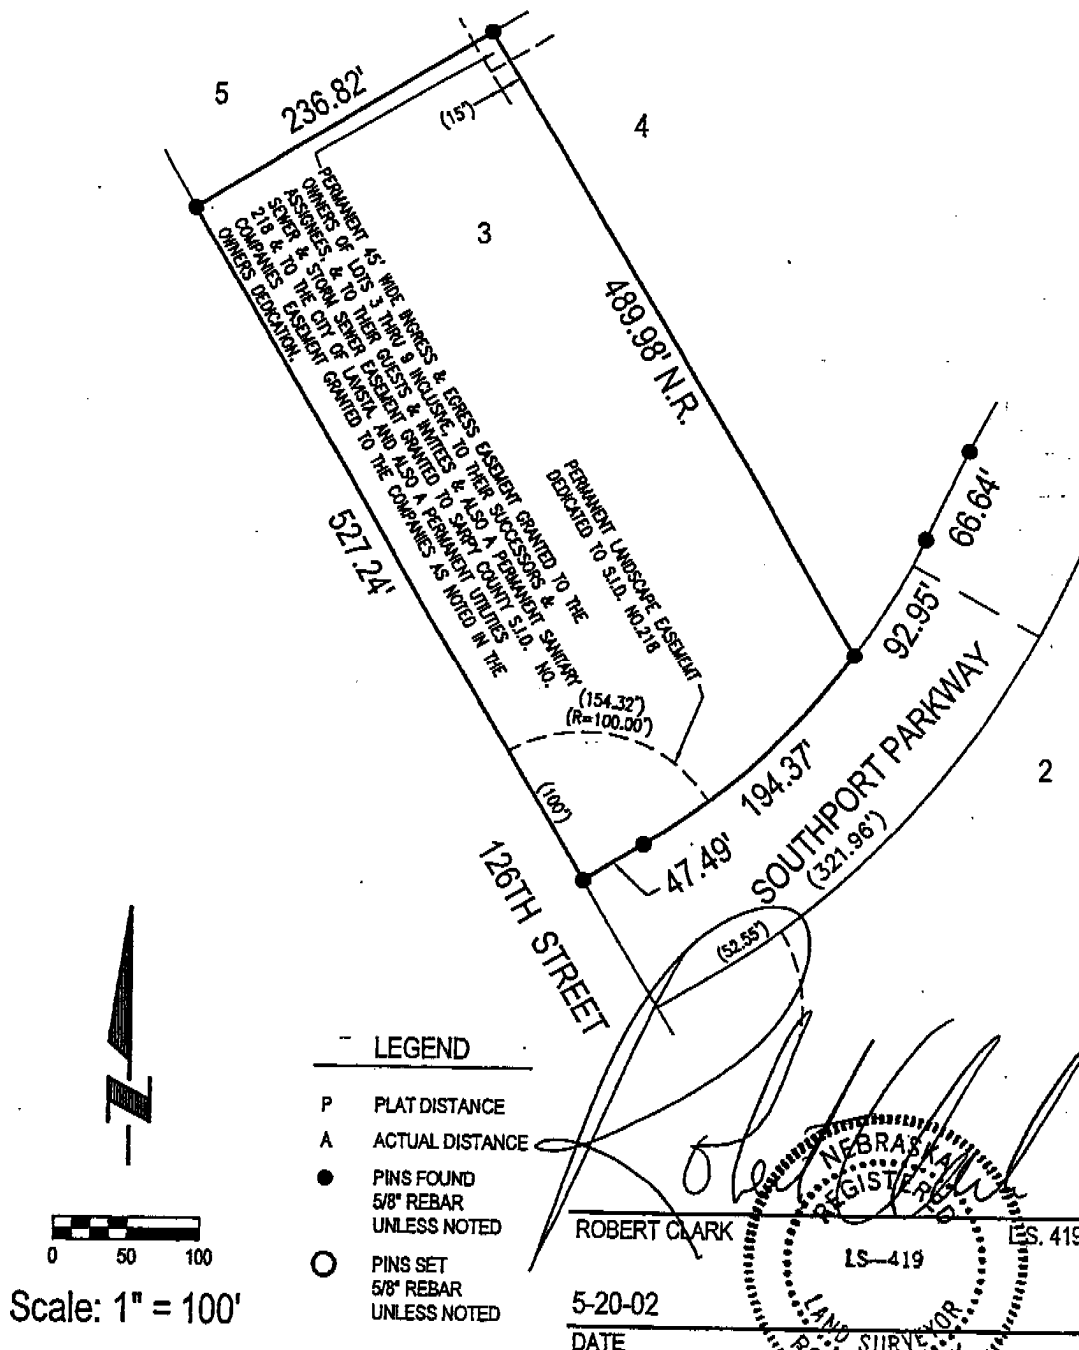 5
236.82'
(15')
4
3
PERMANENT 45' WIDE INGRESS & EGRESS EASEMENT GRANTED TO THE
OWNERS OF LOTS 3 THRU 9 INCLUSIVE, TO THEIR SUCCESSORS &
ASSIGNEES, & TO THEIR GUESTS & INVITEES & ALSO A PERMANENT SANITARY
SEWER & STORM SEWER EASEMENT GRANTED TO SARPY COUNTY S.I.D. NO.
218 & TO THE CITY OF LAVISTA, AND ALSO A PERMANENT UTILITIES
COMPANIES EASEMENT GRANTED TO THE COMPANIES AS NOTED IN THE
OWNERS DEDICATION.
489.98' N.R.
PERMANENT LANDSCAPE EASEMENT
DEDICATED TO S.I.D. NO.218
527.24'
66.64'
92.95'
(154.32')
(R=100.00')
(100')
194.37'
47.49'
SOUTHPORT PARKWAY
(321.96')
2
126TH STREET
(52.55')
LEGEND
P PLAT DISTANCE
A ACTUAL DISTANCE
PINS FOUND
5/8" REBAR
UNLESS NOTED
PINS SET
5/8" REBAR
UNLESS NOTED
0 50 100
Scale: 1" = 100'
ROBERT CLARK L.S. 419
NEBRASKA
REGISTERED
LS-419
LAND SURVEYOR
5-20-02
DATE